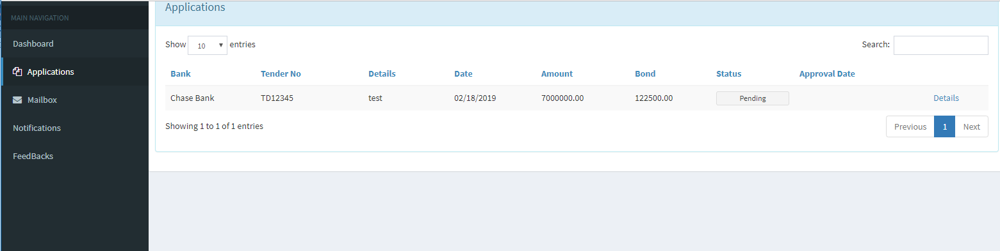 Applications
MAIN NAVIGATION
Dashboard
Applications
Mailbox
Notifications
FeedBacks
Show 10 entries Search:
Bank Tender No Details Date Amount Bond Status Approval Date
Chase Bank TD12345 test 02/18/2019 7000000.00 122500.00 Pending Details
Showing 1 to 1 of 1 entries Previous 1 Next